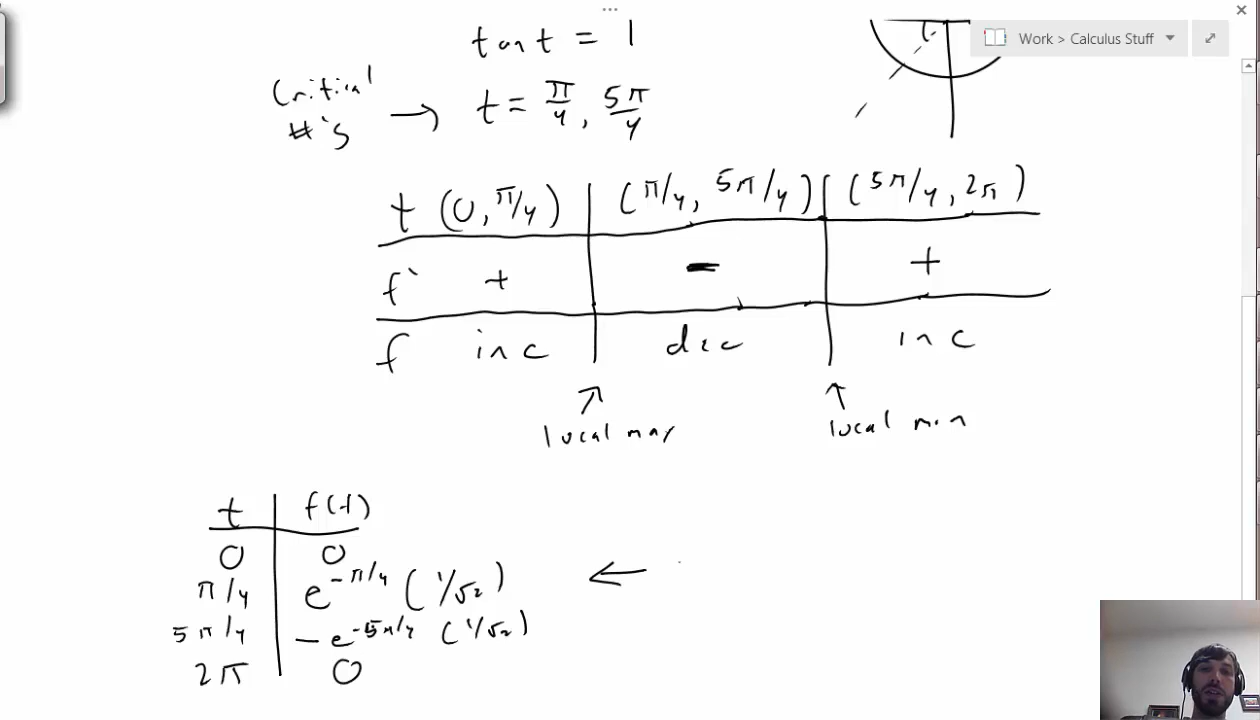 tan t = 1
Work > Calculus Stuff
Critical
#'s → t = π/4, 5π/4
t (0, π/4) (π/4, 5π/4) (5π/4, 2π)
f' + - +
f inc dec inc
local max local min
t f(t)
0 0
π/4 e^-π/4 (1/√2) ←
5π/4 -e^-5π/4 (1/√2)
2π 0